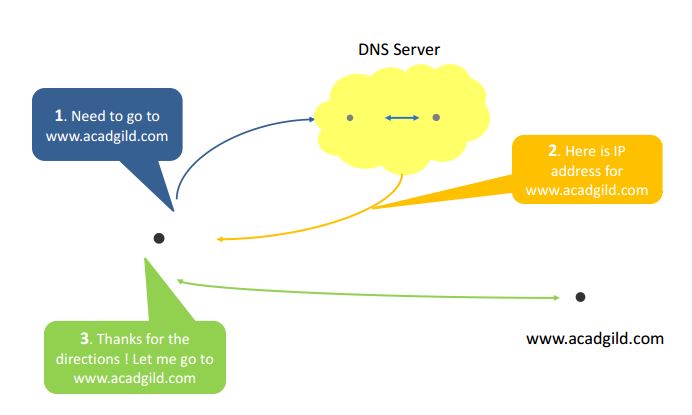 DNS Server
1. Need to go to
www.acadgild.com
2. Here is IP
address for
www.acadgild.com
3. Thanks for the
directions ! Let me go to
www.acadgild.com
www.acadgild.com